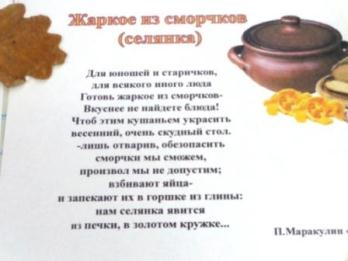 Жаркое из сморчков
(селянка)
Для юношей и старичков,
для всякого иного люда
Готовь жаркое из сморчков-
Вкуснее не найдете блюда!
Чтоб этим кушаньем украсить
весенний, очень скудный стол.
-лишь отварив, обезопасить
сморчки мы сможем,
произвол мы не допустим;
взбивают яйца-
и запекают их в горшке из глины:
нам селянка явится
из печки, в золотом кружке...
П.Маракулин